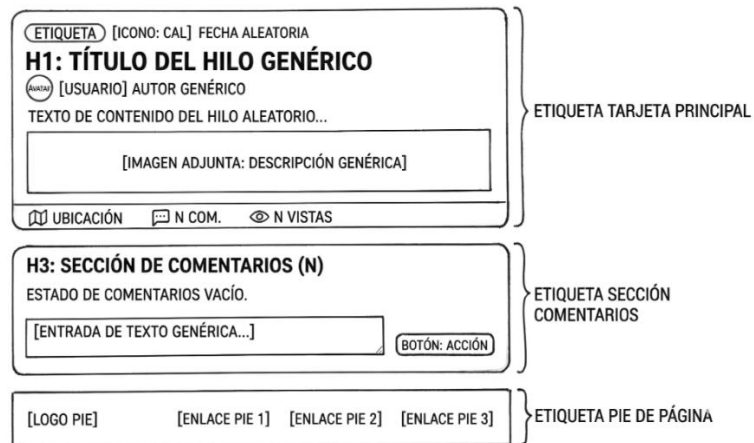 ETIQUETA [ICONO: CAL] FECHA ALEATORIA
H1: TÍTULO DEL HILO GENÉRICO
AVATAR [USUARIO] AUTOR GENÉRICO
TEXTO DE CONTENIDO DEL HILO ALEATORIO...
[IMAGEN ADJUNTA: DESCRIPCIÓN GENÉRICA]
UBICACIÓN N COM. N VISTAS
ETIQUETA TARJETA PRINCIPAL
H3: SECCIÓN DE COMENTARIOS (N)
ESTADO DE COMENTARIOS VACÍO.
[ENTRADA DE TEXTO GENÉRICA...]
BOTÓN: ACCIÓN
ETIQUETA SECCIÓN
COMENTARIOS
[LOGO PIE] [ENLACE PIE 1] [ENLACE PIE 2] [ENLACE PIE 3]
ETIQUETA PIE DE PÁGINA